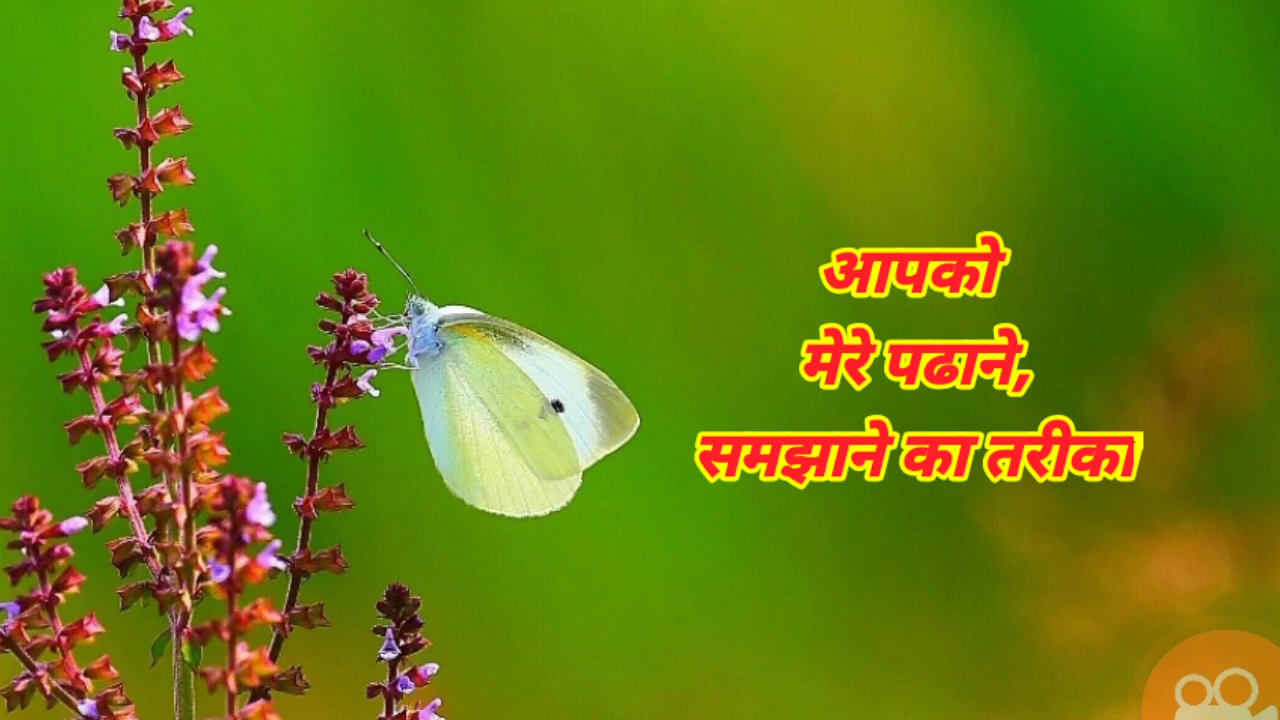 आपको
मेरे पढाने,
समझाने का तरीका